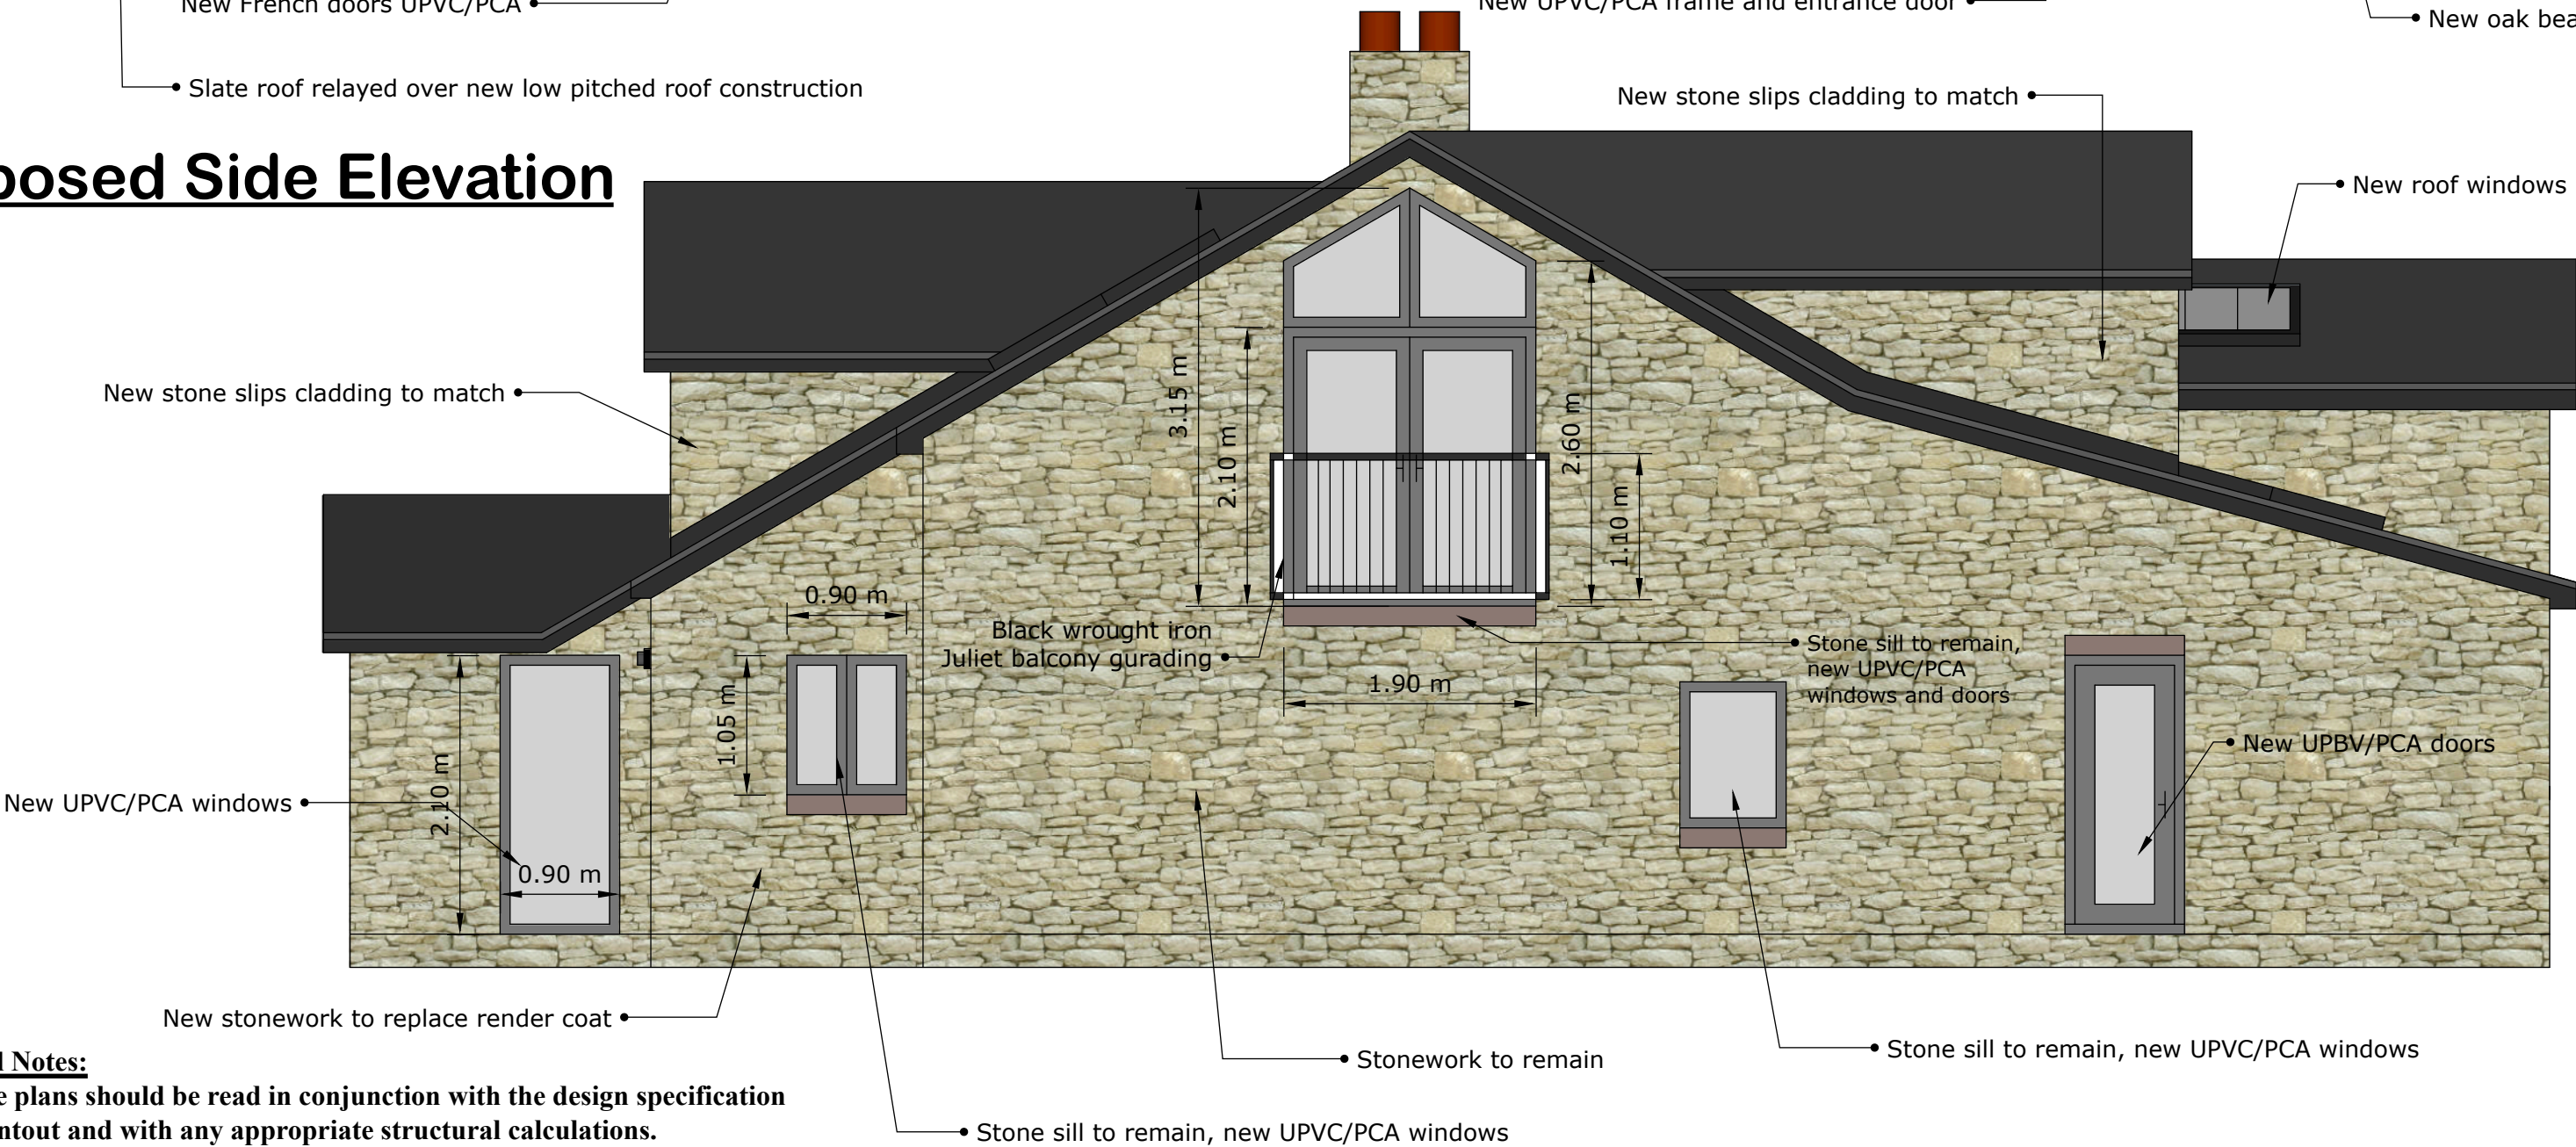 New French doors UPVC/PCA
New UPVC/PCA frame and entrance door
New oak bea
Slate roof relayed over new low pitched roof construction
New stone slips cladding to match
posed Side Elevation
New roof windows
New stone slips cladding to match
3.15 m
2.10 m
2.60 m
1.10 m
0.90 m
Black wrought iron
Juliet balcony gurading
Stone sill to remain,
new UPVC/PCA
windows and doors
1.90 m
1.05 m
2.10 m
New UPBV/PCA doors
New UPVC/PCA windows
0.90 m
New stonework to replace render coat
Stonework to remain
Stone sill to remain, new UPVC/PCA windows
l Notes:
e plans should be read in conjunction with the design specification
ntout and with any appropriate structural calculations.
Stone sill to remain, new UPVC/PCA windows